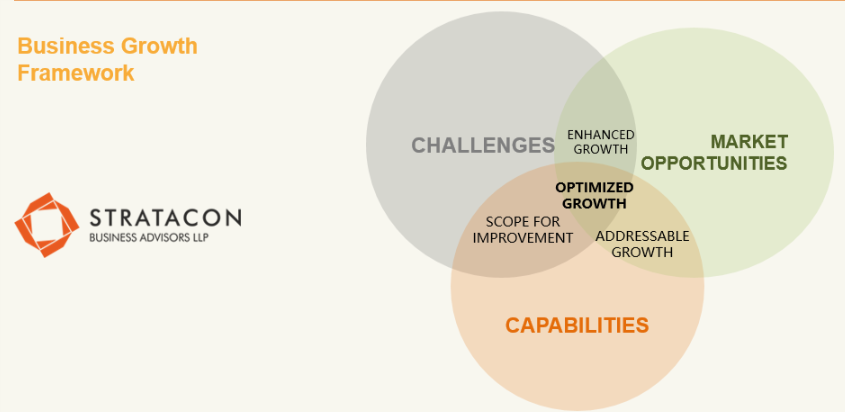 Business Growth
Framework
STRATACON
BUSINESS ADVISORS LLP
CHALLENGES
ENHANCED
GROWTH
MARKET
OPPORTUNITIES
OPTIMIZED
GROWTH
SCOPE FOR
IMPROVEMENT
ADDRESSABLE
GROWTH
CAPABILITIES